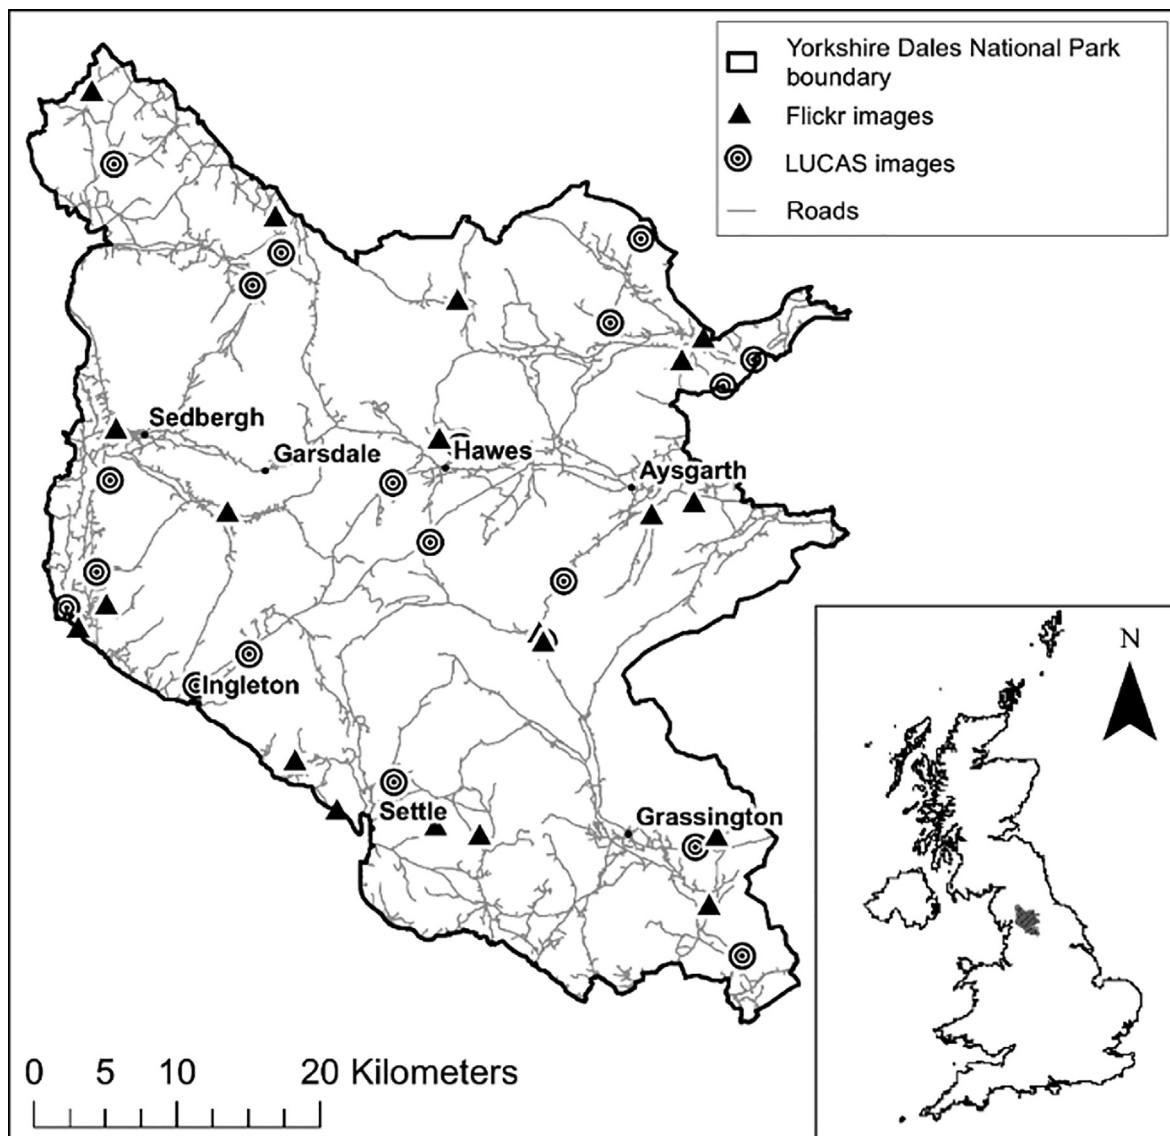 Yorkshire Dales National Park
boundary
Flickr images
LUCAS images
Roads
Sedbergh
Garsdale
Hawes
Aysgarth
Ingleton
Settle
Grassington
N
0 5 10 20 Kilometers